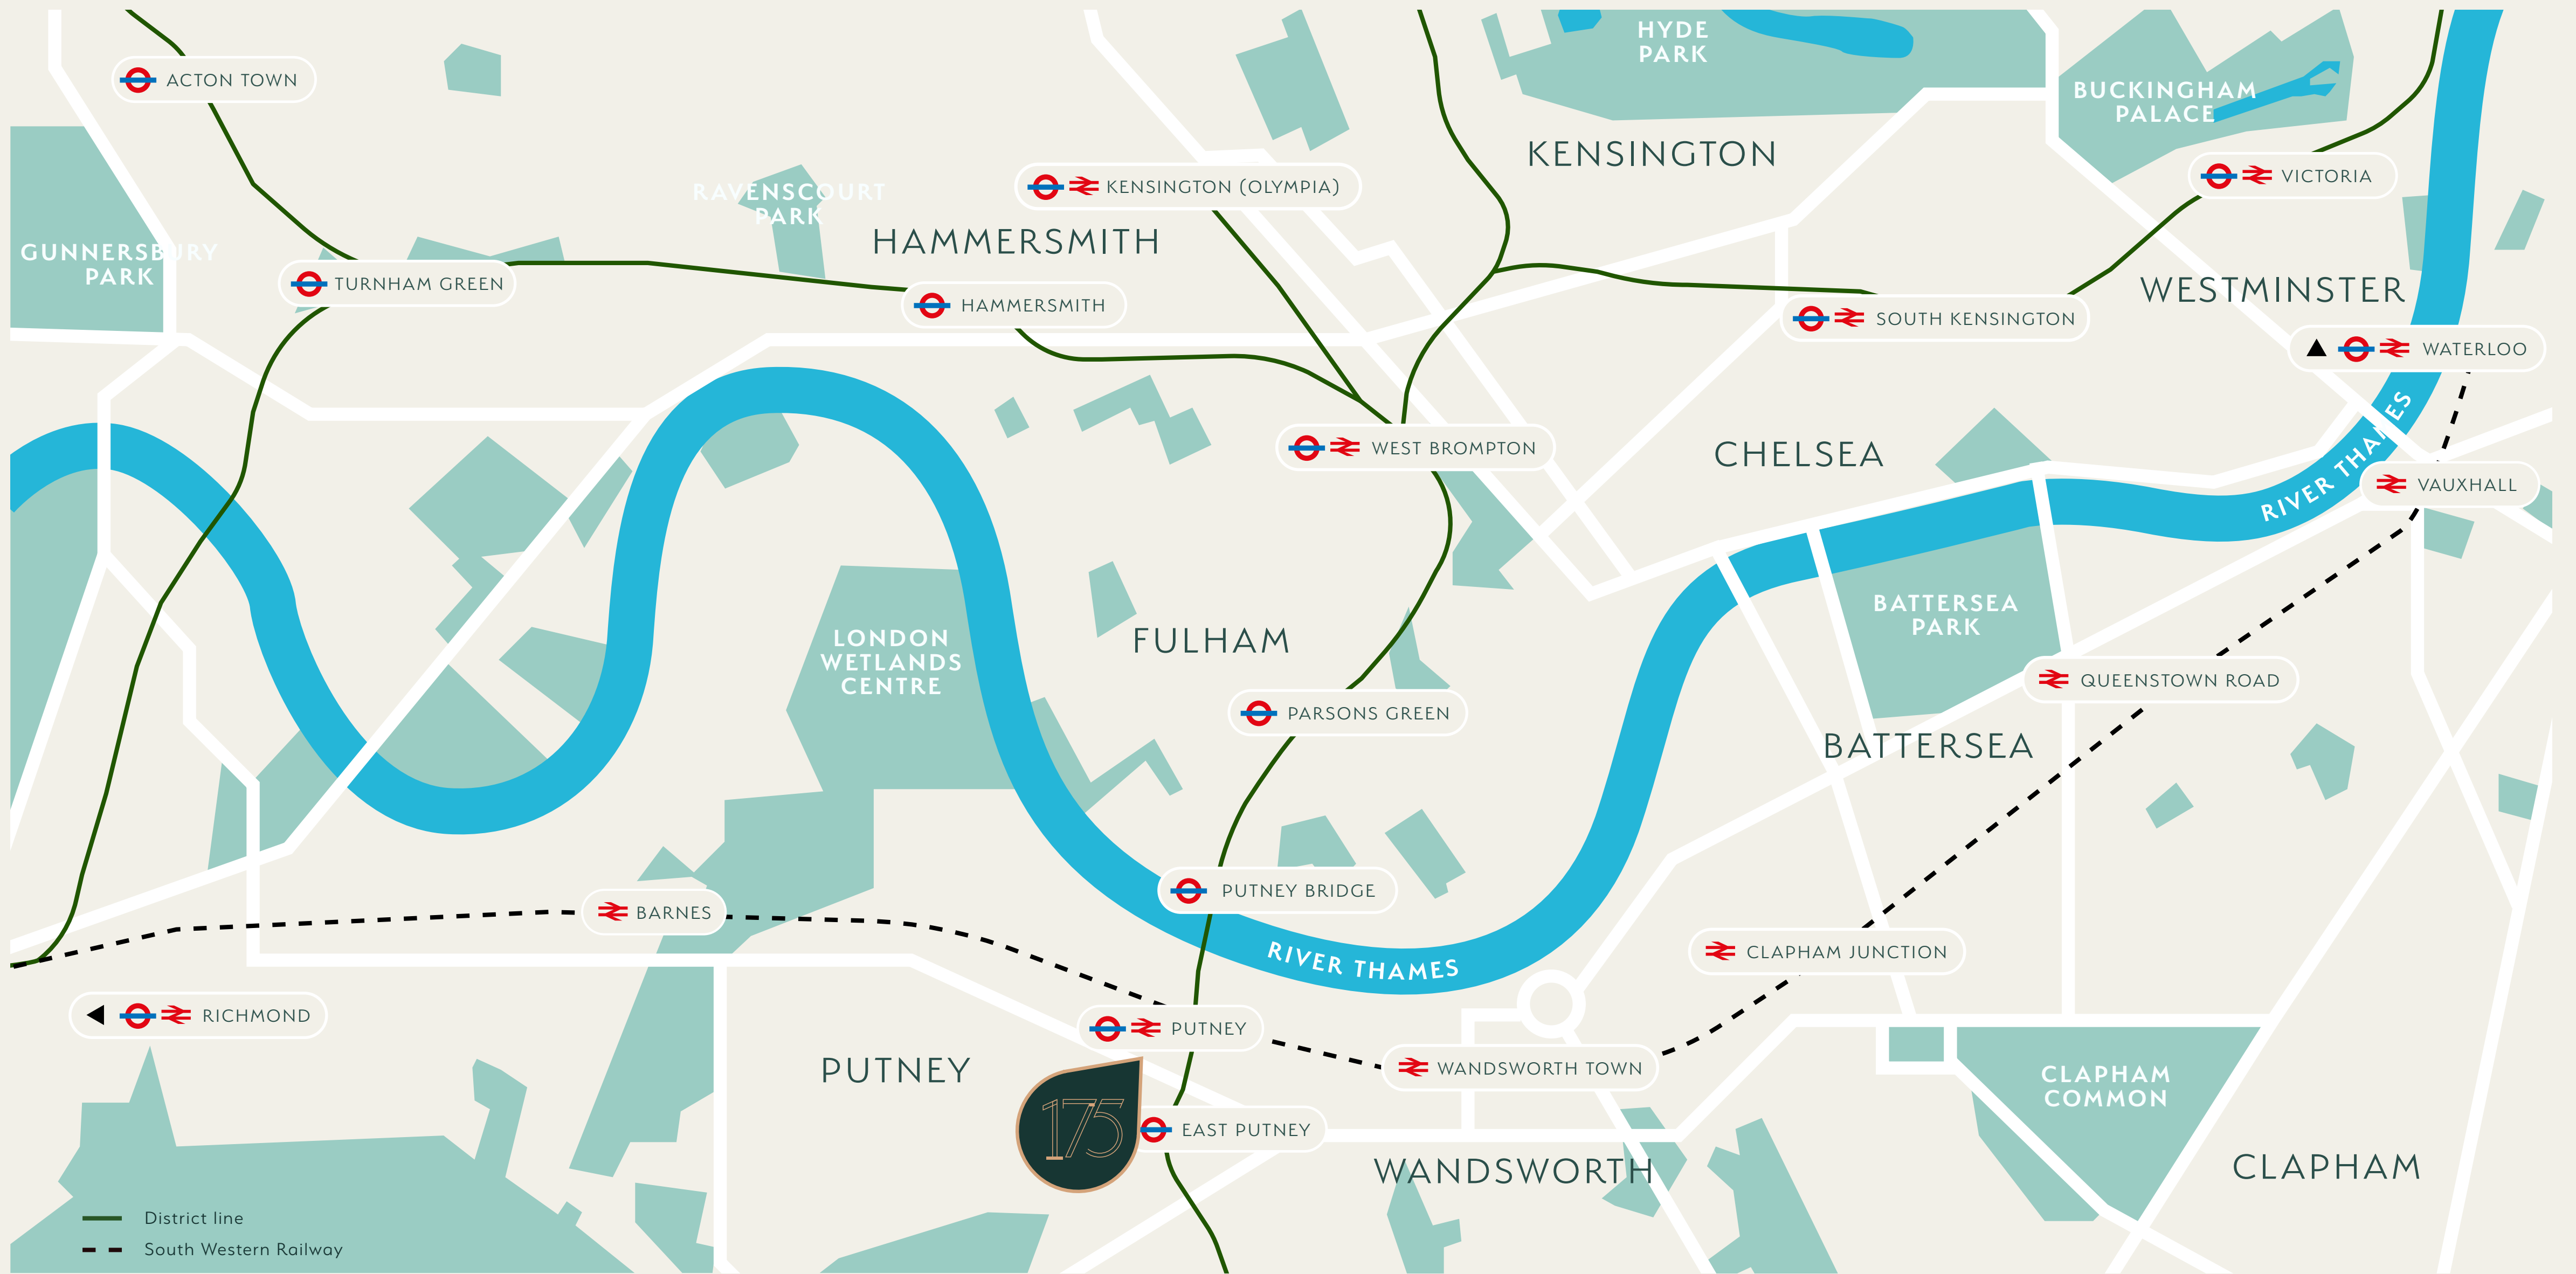 HYDE
PARK
ACTON TOWN
BUCKINGHAM
PALACE
KENSINGTON
VICTORIA
RAVENSCOURT
PARK
KENSINGTON (OLYMPIA)
HAMMERSMITH
GUNNERSBURY
PARK
TURNHAM GREEN
HAMMERSMITH
WESTMINSTER
SOUTH KENSINGTON
WATERLOO
WEST BROMPTON
CHELSEA
RIVER THAMES
VAUXHALL
BATTERSEA
PARK
LONDON
WETLANDS
CENTRE
FULHAM
QUEENSTOWN ROAD
PARSONS GREEN
BATTERSEA
PUTNEY BRIDGE
BARNES
RIVER THAMES
CLAPHAM JUNCTION
RICHMOND
PUTNEY
PUTNEY
WANDSWORTH TOWN
CLAPHAM
COMMON
175
EAST PUTNEY
WANDSWORTH
CLAPHAM
District line
South Western Railway